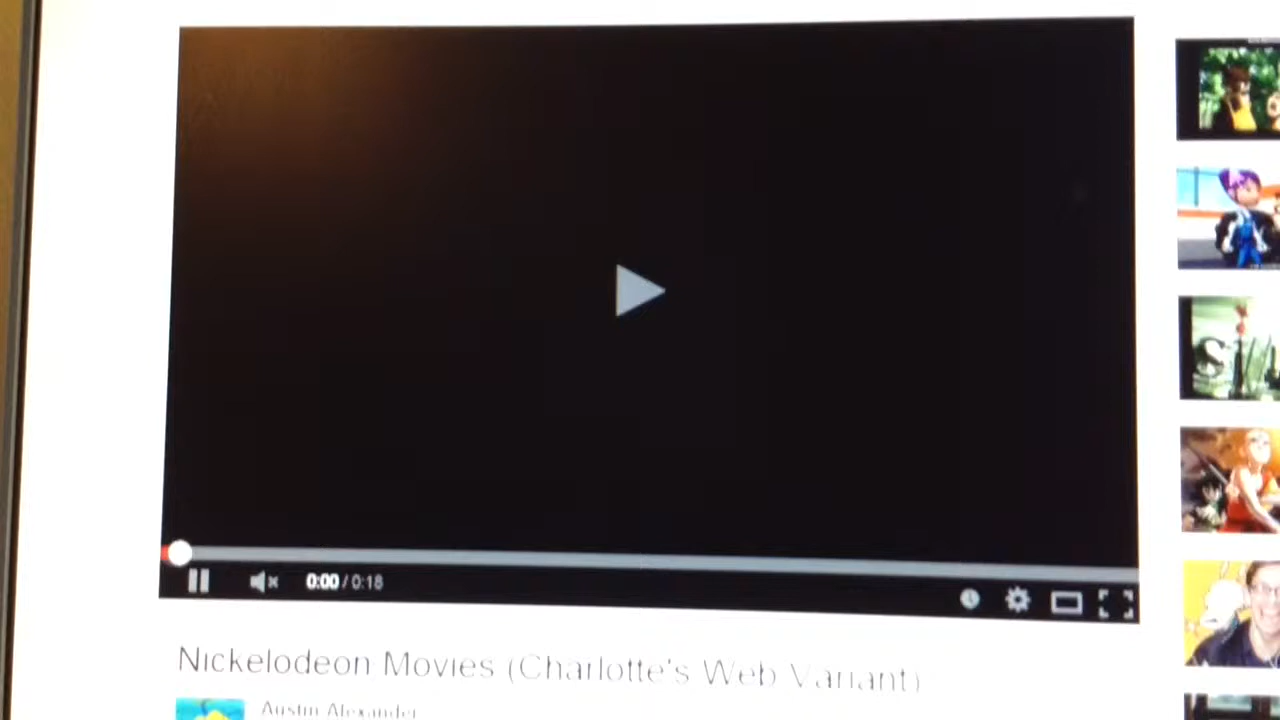 0:00 / 0:18
Nickelodeon Movies (Charlotte's Web Variant)
Austin Alexander